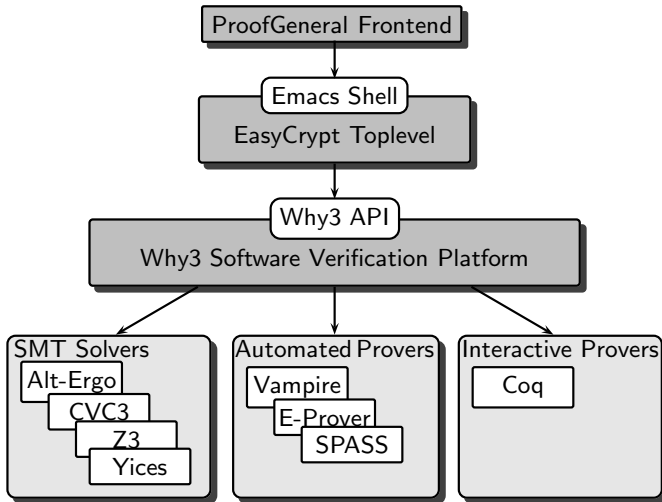 ProofGeneral Frontend
Emacs Shell
EasyCrypt Toplevel
Why3 API
Why3 Software Verification Platform
SMT Solvers
Alt-Ergo
CVC3
Z3
Yices
Automated Provers
Vampire
E-Prover
SPASS
Interactive Provers
Coq